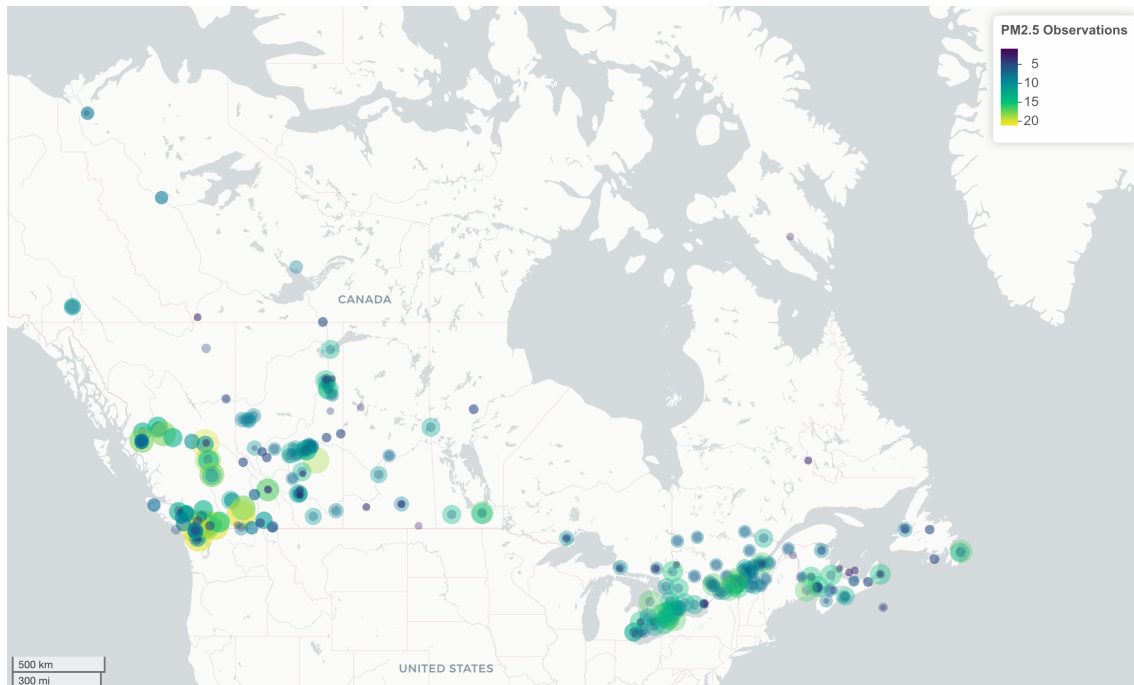 PM2.5 Observations
5
10
15
20
CANADA
UNITED STATES
500 km
300 mi